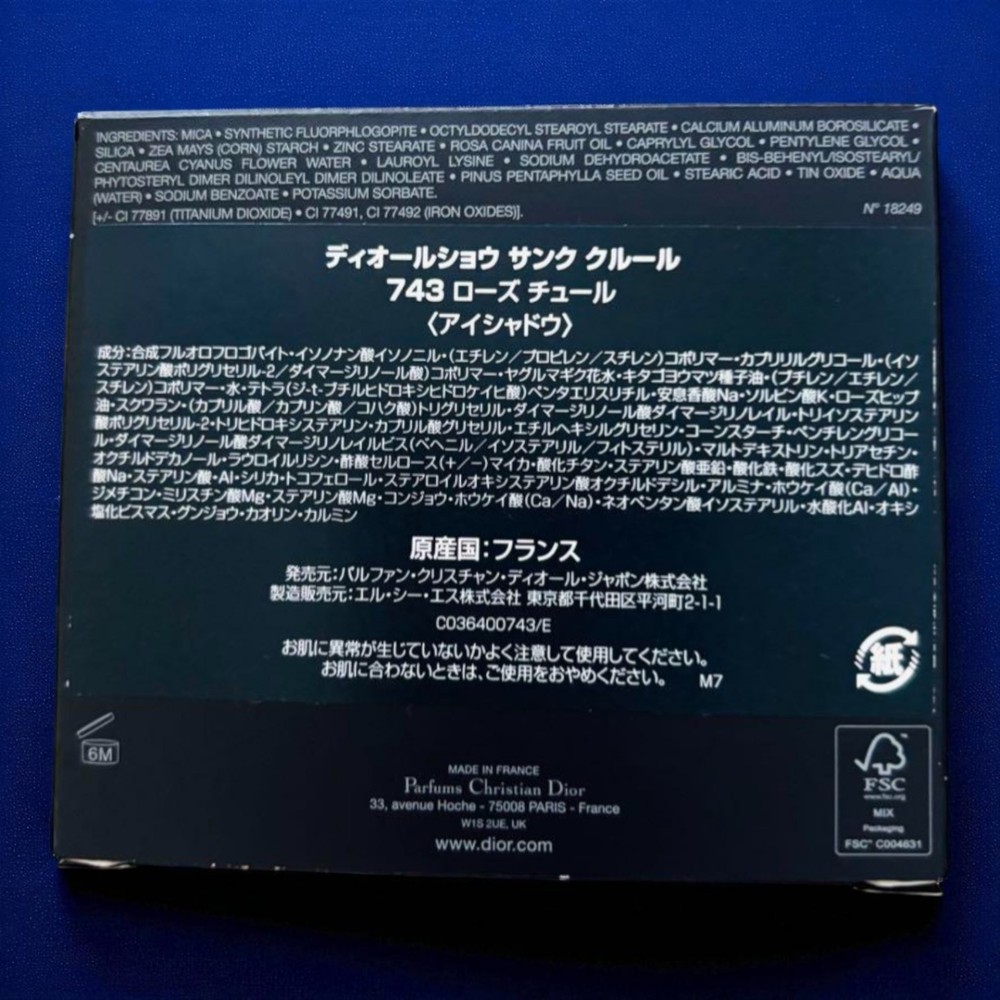 INGREDIENTS: MICA • SYNTHETIC FLUORPHLOGOPITE • OCTYLDODECYL STEAROYL STEARATE • CALCIUM ALUMINUM BOROSILICATE •
SILICA • ZEA MAYS (CORN) STARCH • ZINC STEARATE • ROSA CANINA FRUIT OIL • CAPRYLYL GLYCOL • PENTYLENE GLYCOL •
CENTAUREA CYANUS FLOWER WATER • LAUROYL LYSINE • SODIUM DEHYDROACETATE • BIS-BEHENYL/ISOSTEARYL/
PHYTOSTERYL DIMER DILINOLEYL DIMER DILINOLEATE • PINUS PENTAPHYLLA SEED OIL • STEARIC ACID • TIN OXIDE • AQUA
(WATER) • SODIUM BENZOATE • POTASSIUM SORBATE.
[+/- CI 77891 (TITANIUM DIOXIDE) • CI 77491, CI 77492 (IRON OXIDES)].
N° 18249
ディオールショウ サンク クルール
743 ローズ チュール
〈アイシャドウ〉
成分:合成フルオロフロゴパイト・イソノナン酸イソノニル・(エチレン/プロピレン/スチレン)コポリマー・カプリリルグリコール・(イソ
ステアリン酸ポリグリセリル-2/ダイマージリノール酸)コポリマー・ヤグルマギク花水・キタゴヨウマツ種子油・(ブチレン/エチレン/
スチレン)コポリマー・水・テトラ(ジ-t-ブチルヒドロキシヒドロケイヒ酸)ペンタエリスリチル・安息香酸Na・ソルビン酸K・ローズヒップ
油・スクワラン・(カプリル酸/カプリン酸/コハク酸)トリグリセリル・ダイマージリノール酸ダイマージリノレイル・トリイソステアリン
酸ポリグリセリル-2・トリヒドロキシステアリン・カプリル酸グリセリル・エチルヘキシルグリセリン・コーンスターチ・ペンチレングリコー
ル・ダイマージリノール酸ダイマージリノレイルビス(ベヘニル/イソステアリル/フィトステリル)・マルトデキストリン・トリアセチン・
オクチルドデカノール・ラウロイルリシン・酢酸セルロース(+/-)マイカ・酸化チタン・ステアリン酸亜鉛・酸化鉄・酸化スズ・デヒドロ酢
酸Na・ステアリン酸・Al・シリカ・トコフェロール・ステアロイルオキシステアリン酸オクチルドデシル・アルミナ・ホウケイ酸(Ca/Al)・
ジメチコン・ミリスチン酸Mg・ステアリン酸Mg・コンジョウ・ホウケイ酸(Ca/Na)・ネオペンタン酸イソステアリル・水酸化Al・オキシ
塩化ビスマス・グンジョウ・カオリン・カルミン
原産国:フランス
発売元:パルファン・クリスチャン・ディオール・ジャポン株式会社
製造販売元:エル・シー・エス株式会社 東京都千代田区平河町2-1-1
C036400743/E
お肌に異常が生じていないかよく注意して使用してください。
お肌に合わないときは、ご使用をおやめください。 M7
紙
6M
MADE IN FRANCE
Parfums Christian Dior
33, avenue Hoche - 75008 PARIS - France
W1S 2UE, UK
www.dior.com
FSC
www.fsc.org
MIX
Packaging
FSC™ C004631